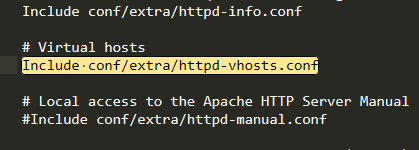 Include conf/extra/httpd-info.conf
# Virtual hosts
Include conf/extra/httpd-vhosts.conf
# Local access to the Apache HTTP Server Manual
#Include conf/extra/httpd-manual.conf